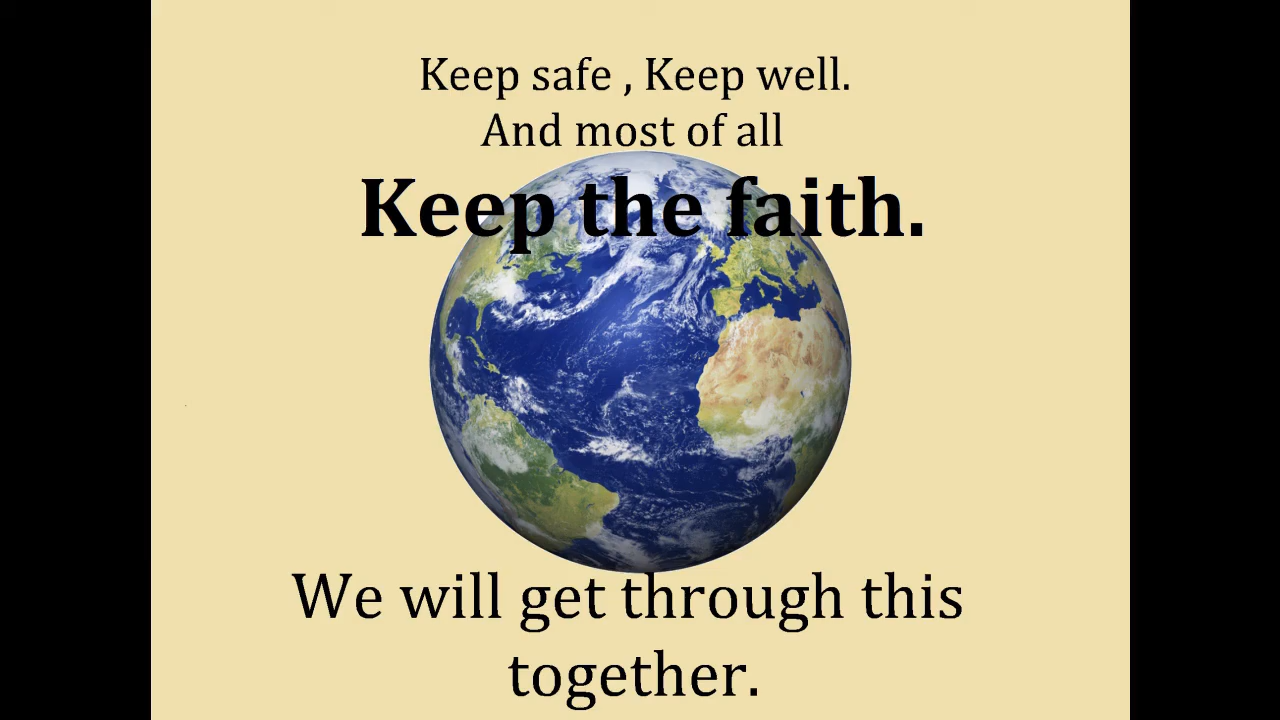 Keep safe , Keep well.
And most of all
Keep the faith.
We will get through this
together.